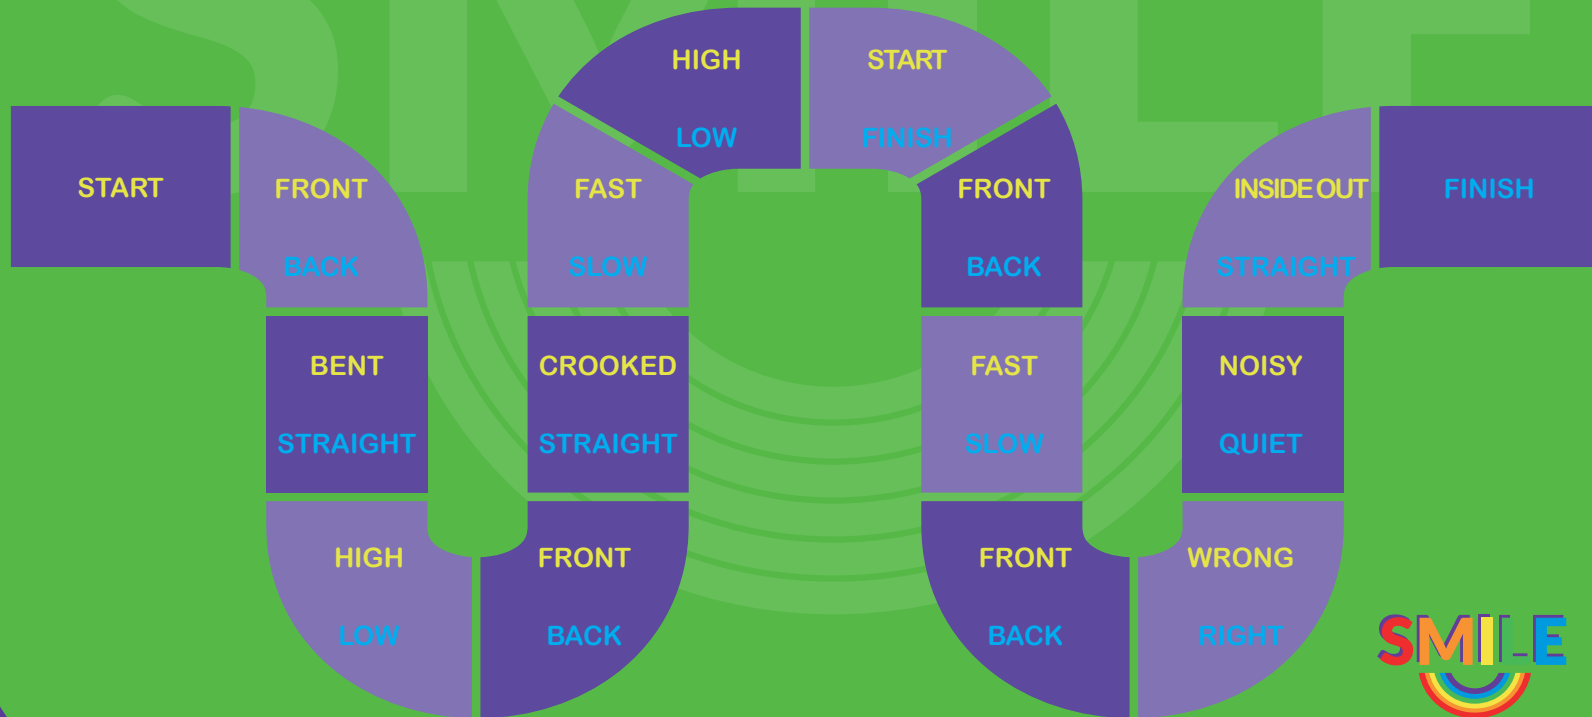 START
FRONT
BACK
BENT
STRAIGHT
HIGH
LOW
FRONT
BACK
CROOKED
STRAIGHT
FAST
SLOW
HIGH
LOW
START
FINISH
FRONT
BACK
FAST
SLOW
FRONT
BACK
WRONG
RIGHT
NOISY
QUIET
INSIDE OUT
STRAIGHT
FINISH
SMILE
SMILE